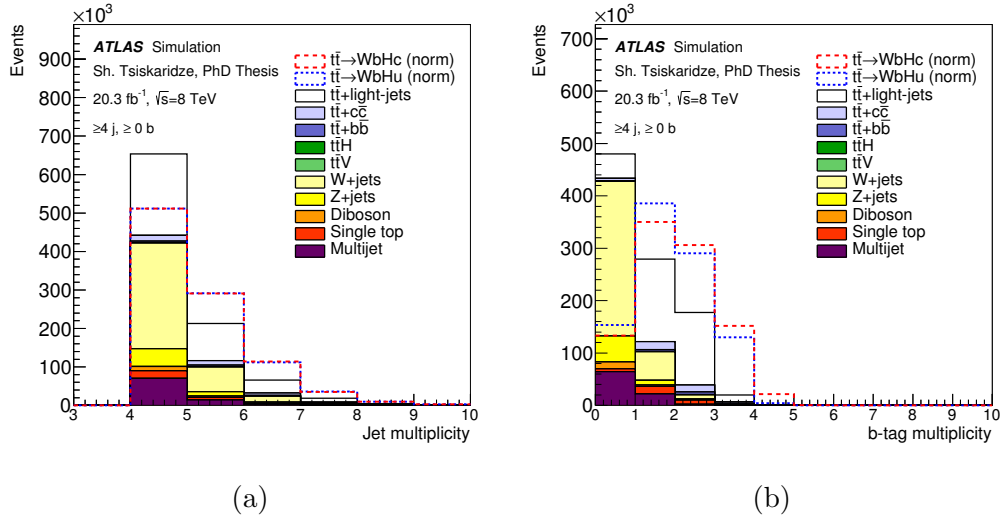 ×10³
Events
900
800
700
600
500
400
300
200
100
0
3 4 5 6 7 8 9 10
Jet multiplicity
ATLAS Simulation
Sh. Tsiskaridze, PhD Thesis
20.3 fb⁻¹, √s=8 TeV
≥4 j, ≥ 0 b
tt̄→WbHc (norm)
tt̄→WbHu (norm)
tt̄+light-jets
tt̄+cc̄
tt̄+bb̄
tt̄H
tt̄V
W+jets
Z+jets
Diboson
Single top
Multijet
(a)
×10³
Events
700
600
500
400
300
200
100
0
0 1 2 3 4 5 6 7 8 9 10
b-tag multiplicity
ATLAS Simulation
Sh. Tsiskaridze, PhD Thesis
20.3 fb⁻¹, √s=8 TeV
≥4 j, ≥ 0 b
tt̄→WbHc (norm)
tt̄→WbHu (norm)
tt̄+light-jets
tt̄+cc̄
tt̄+bb̄
tt̄H
tt̄V
W+jets
Z+jets
Diboson
Single top
Multijet
(b)